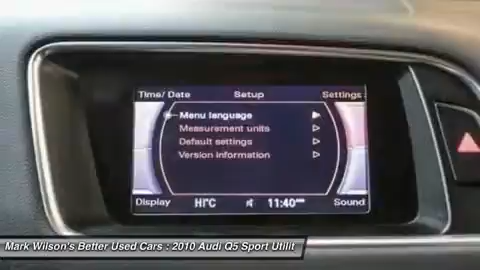 Time/ Date Setup Settings
Menu language
Measurement units
Default settings
Version information
Display HI°C 11:40 Sound
Mark Wilson's Better Used Cars : 2010 Audi Q5 Sport Utilit